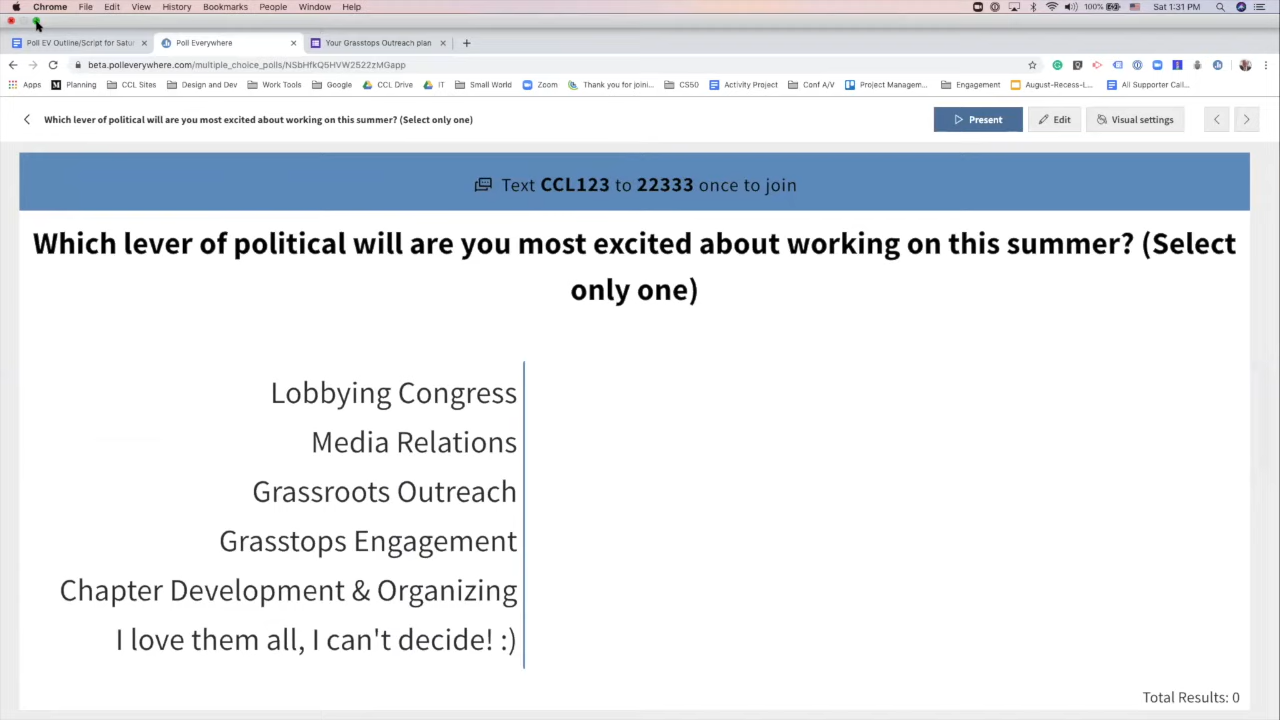 Chrome File Edit View History Bookmarks People Window Help 100% Sat 1:31 PM
Poll EV Outline/Script for Satur Poll Everywhere Your Grasstops Outreach plan
beta.polleverywhere.com/multiple_choice_polls/NSbHfkQ5HVW2522zMGapp
Apps Planning CCL Sites Design and Dev Work Tools Google CCL Drive IT Small World Zoom Thank you for joini... CS50 Activity Project Conf A/V Project Managem... Engagement August-Recess-L... All Supporter Call...
Which lever of political will are you most excited about working on this summer? (Select only one) Present Edit Visual settings
Text CCL123 to 22333 once to join
Which lever of political will are you most excited about working on this summer? (Select
only one)
Lobbying Congress
Media Relations
Grassroots Outreach
Grasstops Engagement
Chapter Development & Organizing
I love them all, I can't decide! :)
Total Results: 0